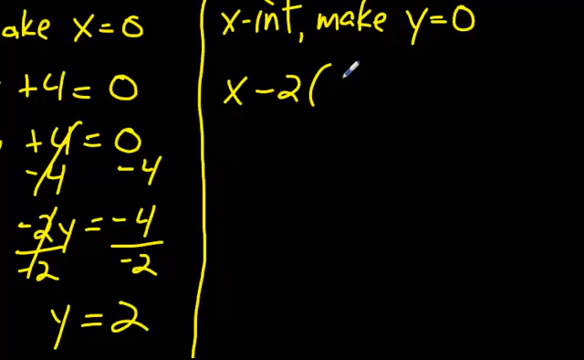 ake x=0
+4 = 0
+4 = 0
-4 -4
-2y = -4
-2 -2
y = 2
x-int, make y=0
x - 2(